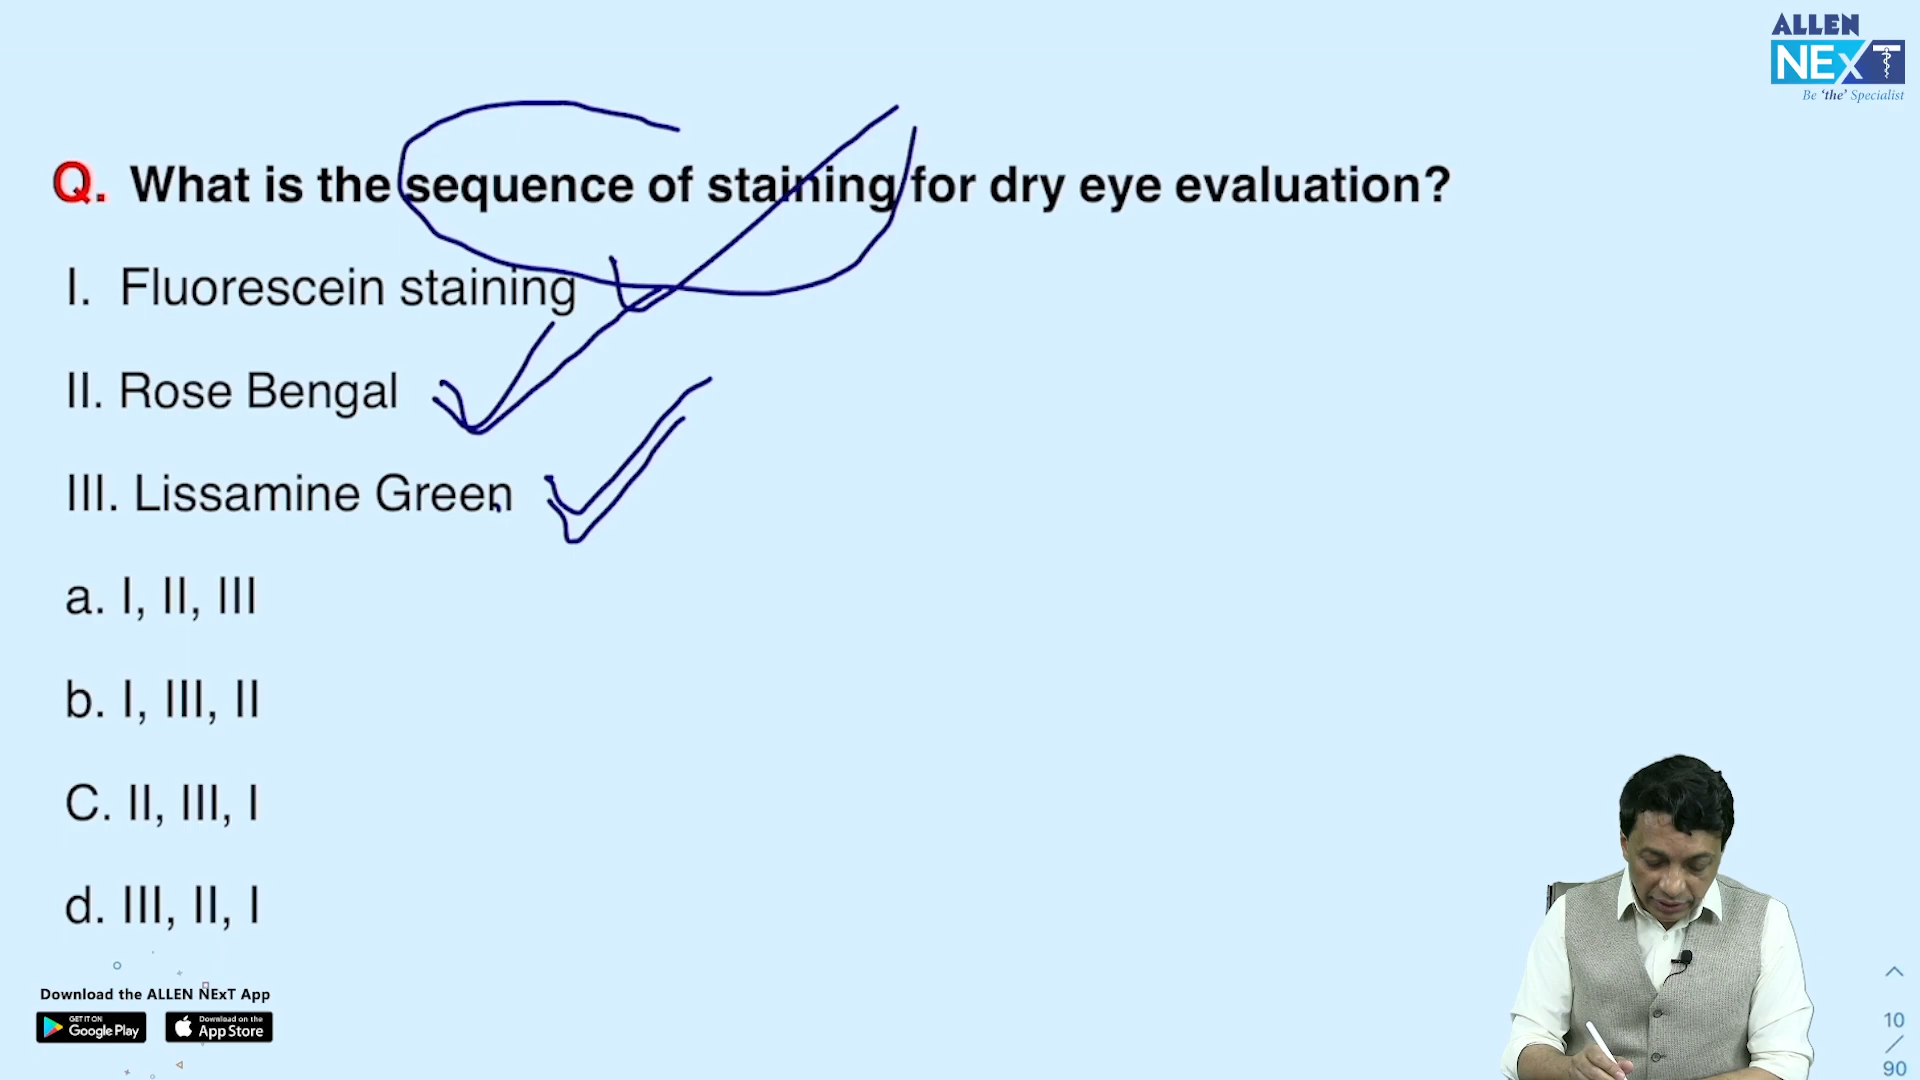 ALLEN
NExT
Be 'the' Specialist
Q. What is the sequence of staining for dry eye evaluation?
I. Fluorescein staining
II. Rose Bengal
III. Lissamine Green
a. I, II, III
b. I, III, II
C. II, III, I
d. III, II, I
Download the ALLEN NExT App
GET IT ON
Google Play
Download on the
App Store
10
/
90